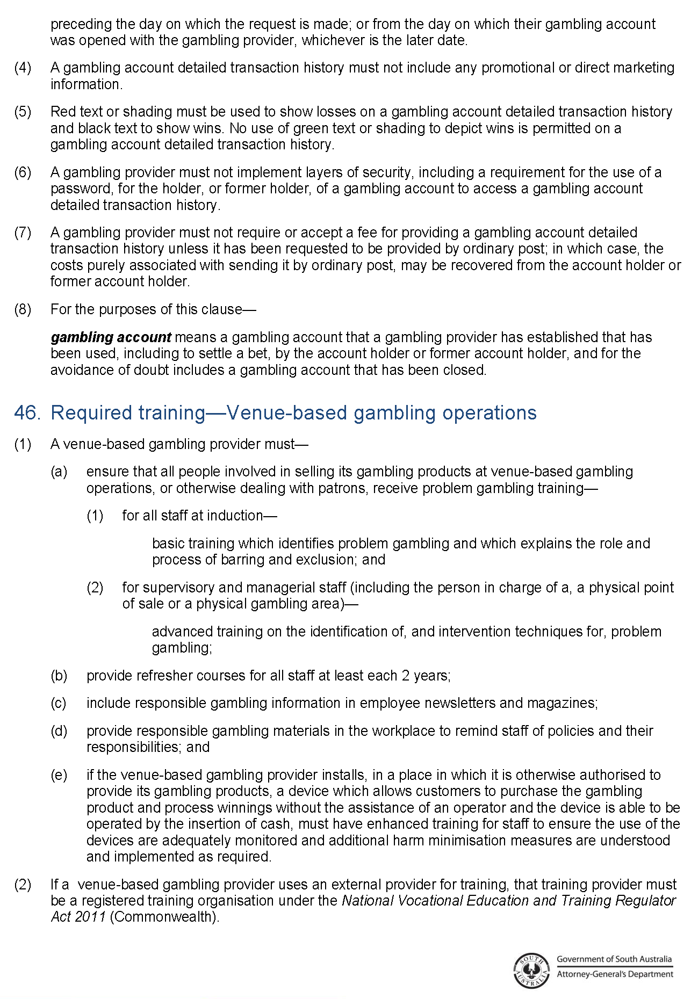 preceding the day on which the request is made; or from the day on which their gambling account
was opened with the gambling provider, whichever is the later date.
(4) A gambling account detailed transaction history must not include any promotional or direct marketing
information.
(5) Red text or shading must be used to show losses on a gambling account detailed transaction history
and black text to show wins. No use of green text or shading to depict wins is permitted on a
gambling account detailed transaction history.
(6) A gambling provider must not implement layers of security, including a requirement for the use of a
password, for the holder, or former holder, of a gambling account to access a gambling account
detailed transaction history.
(7) A gambling provider must not require or accept a fee for providing a gambling account detailed
transaction history unless it has been requested to be provided by ordinary post; in which case, the
costs purely associated with sending it by ordinary post, may be recovered from the account holder or
former account holder.
(8) For the purposes of this clause—
gambling account means a gambling account that a gambling provider has established that has
been used, including to settle a bet, by the account holder or former account holder, and for the
avoidance of doubt includes a gambling account that has been closed.
46. Required training—Venue-based gambling operations
(1) A venue-based gambling provider must—
(a) ensure that all people involved in selling its gambling products at venue-based gambling
operations, or otherwise dealing with patrons, receive problem gambling training—
(1) for all staff at induction—
basic training which identifies problem gambling and which explains the role and
process of barring and exclusion; and
(2) for supervisory and managerial staff (including the person in charge of a, a physical point
of sale or a physical gambling area)—
advanced training on the identification of, and intervention techniques for, problem
gambling;
(b) provide refresher courses for all staff at least each 2 years;
(c) include responsible gambling information in employee newsletters and magazines;
(d) provide responsible gambling materials in the workplace to remind staff of policies and their
responsibilities; and
(e) if the venue-based gambling provider installs, in a place in which it is otherwise authorised to
provide its gambling products, a device which allows customers to purchase the gambling
product and process winnings without the assistance of an operator and the device is able to be
operated by the insertion of cash, must have enhanced training for staff to ensure the use of the
devices are adequately monitored and additional harm minimisation measures are understood
and implemented as required.
(2) If a  venue-based gambling provider uses an external provider for training, that training provider must
be a registered training organisation under the National Vocational Education and Training Regulator
Act 2011 (Commonwealth).
SOUTH AUSTRALIA
Government of South Australia
Attorney-General's Department